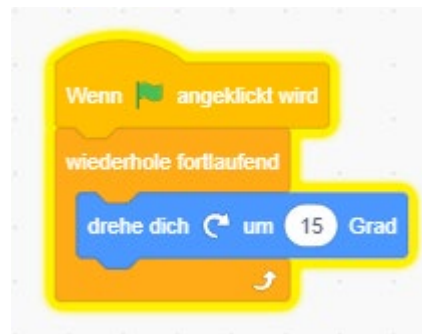 Wenn angeklickt wird
wiederhole fortlaufend
drehe dich um 15 Grad